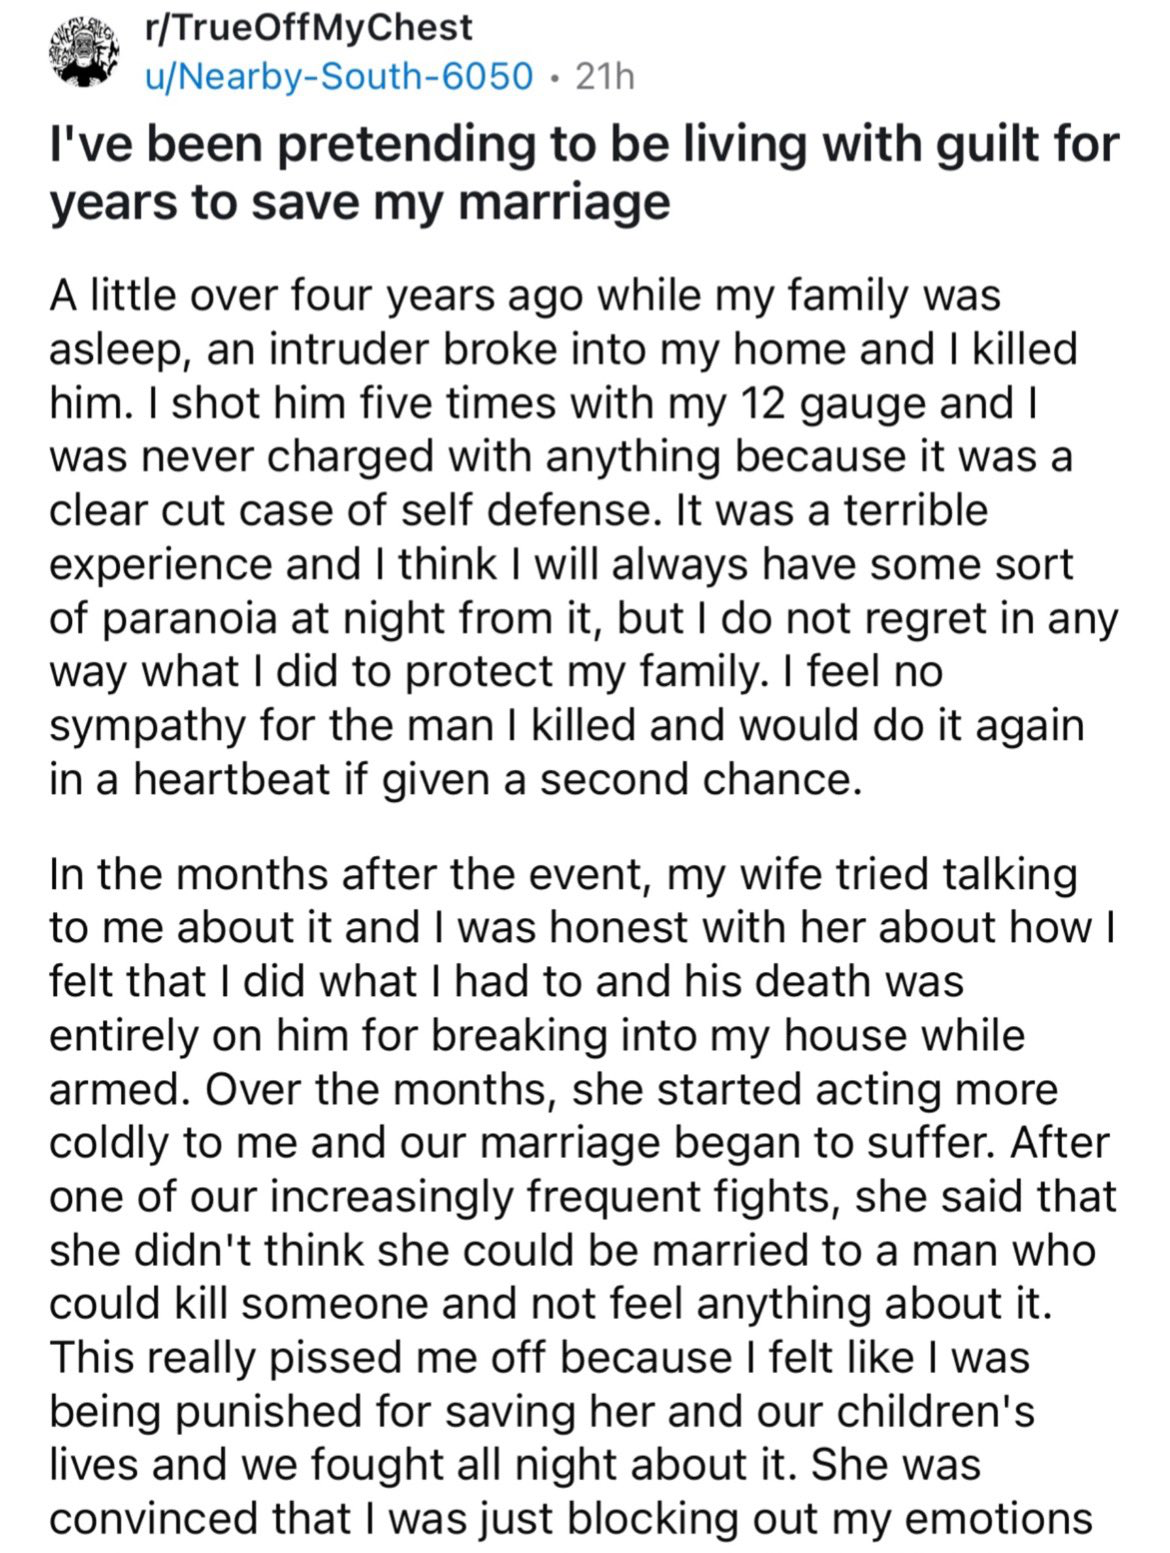 r/TrueOffMyChest
u/Nearby-South-6050 • 21h
I've been pretending to be living with guilt for
years to save my marriage
A little over four years ago while my family was
asleep, an intruder broke into my home and I killed
him. I shot him five times with my 12 gauge and I
was never charged with anything because it was a
clear cut case of self defense. It was a terrible
experience and I think I will always have some sort
of paranoia at night from it, but I do not regret in any
way what I did to protect my family. I feel no
sympathy for the man I killed and would do it again
in a heartbeat if given a second chance.
In the months after the event, my wife tried talking
to me about it and I was honest with her about how I
felt that I did what I had to and his death was
entirely on him for breaking into my house while
armed. Over the months, she started acting more
coldly to me and our marriage began to suffer. After
one of our increasingly frequent fights, she said that
she didn't think she could be married to a man who
could kill someone and not feel anything about it.
This really pissed me off because I felt like I was
being punished for saving her and our children's
lives and we fought all night about it. She was
convinced that I was just blocking out my emotions